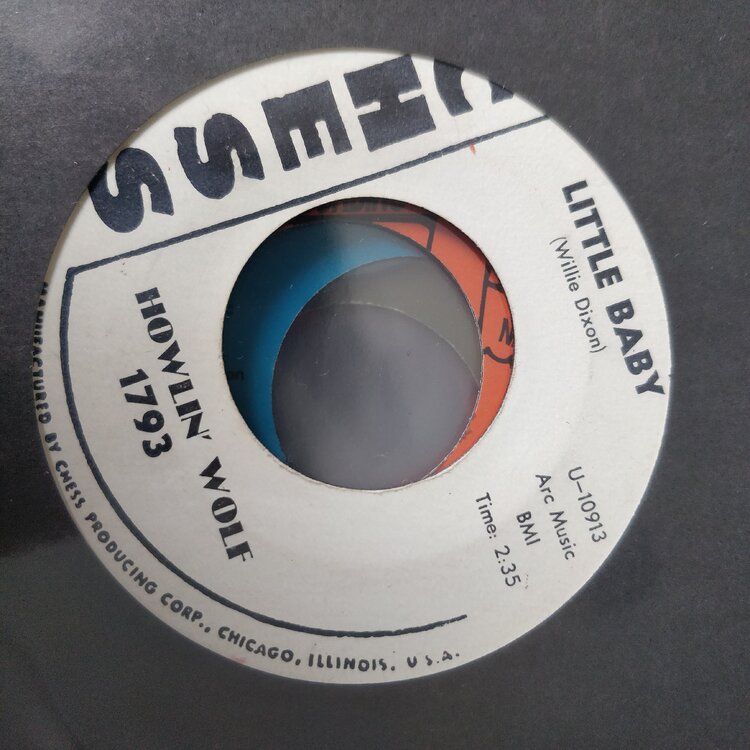 CHESS
LITTLE BABY
(Willie Dixon)
U-10913
Arc Music
BMI
Time: 2:35
HOWLIN' WOLF
1793
MANUFACTURED BY CHESS PRODUCING CORP., CHICAGO, ILLINOIS. U.S.A.